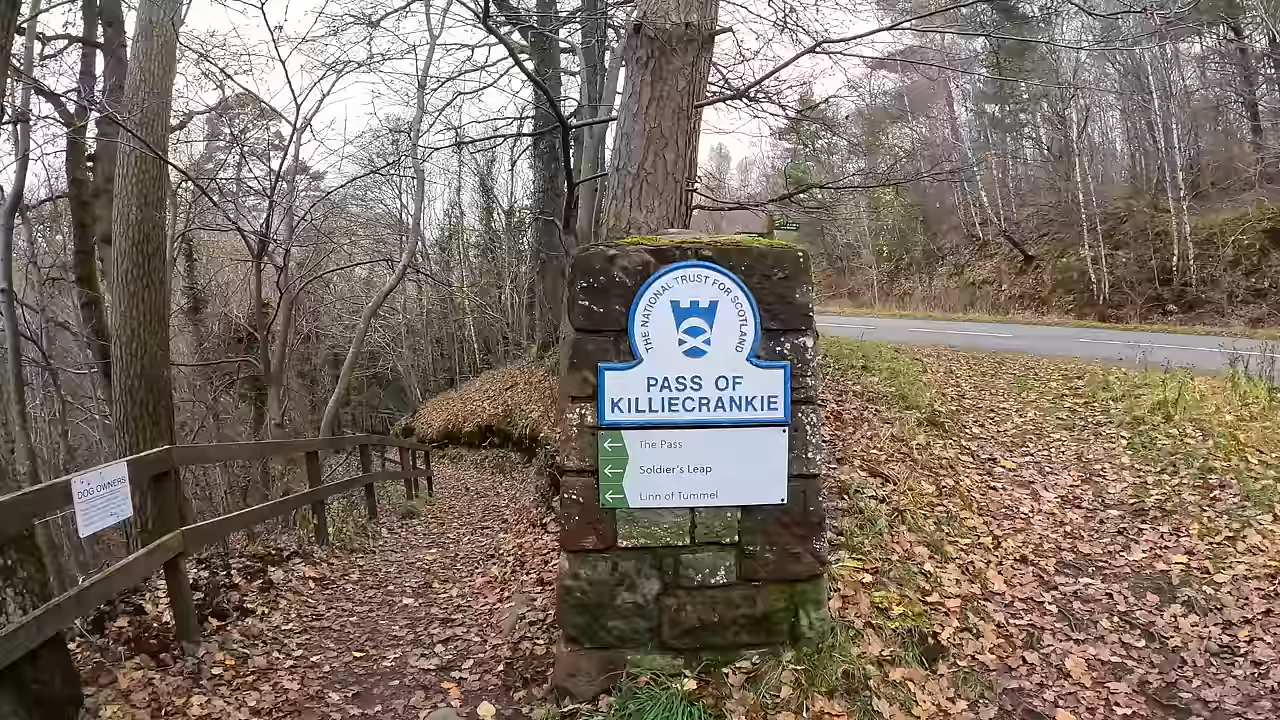 THE NATIONAL TRUST FOR SCOTLAND
PASS OF
KILLIECRANKIE
The Pass
Soldier's Leap
Linn of Tummel
DOG OWNERS